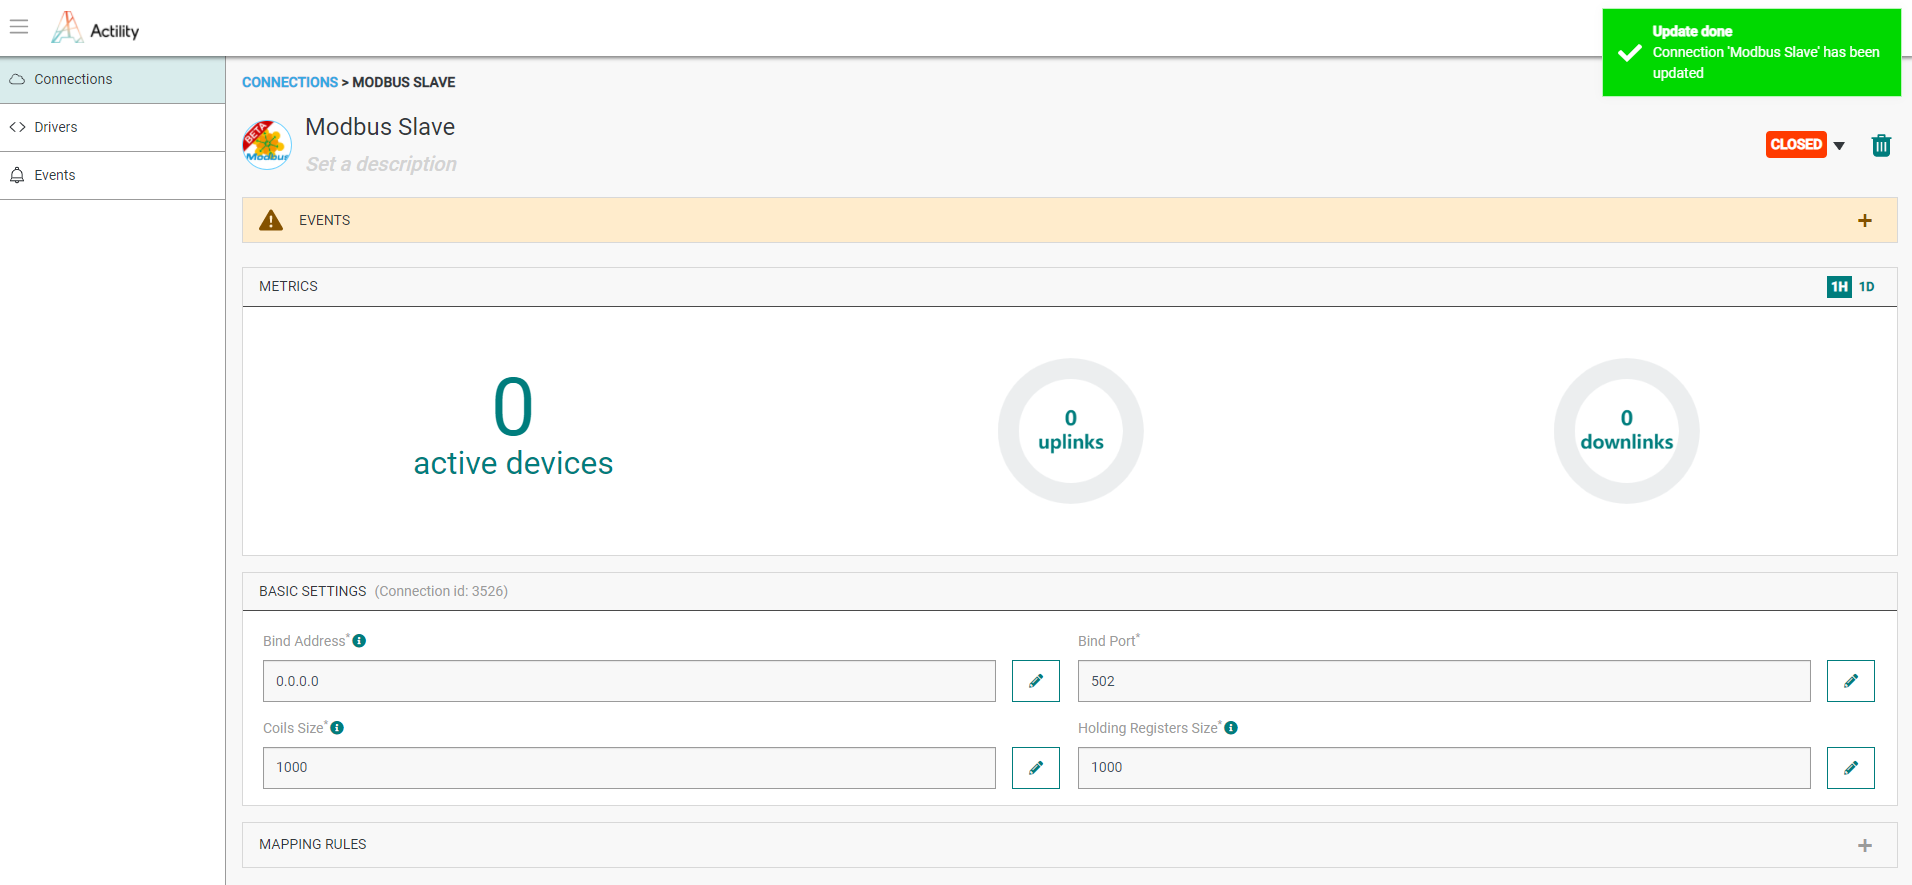 Actility
Update done
Connection 'Modbus Slave' has been
updated
Connections
Drivers
Events
CONNECTIONS > MODBUS SLAVE
BETA
Modbus
Modbus Slave
Set a description
CLOSED
EVENTS
METRICS
1H 1D
0
active devices
0
uplinks
0
downlinks
BASIC SETTINGS (Connection id: 3526)
Bind Address*
Bind Port*
0.0.0.0
502
Coils Size*
Holding Registers Size*
1000
1000
MAPPING RULES